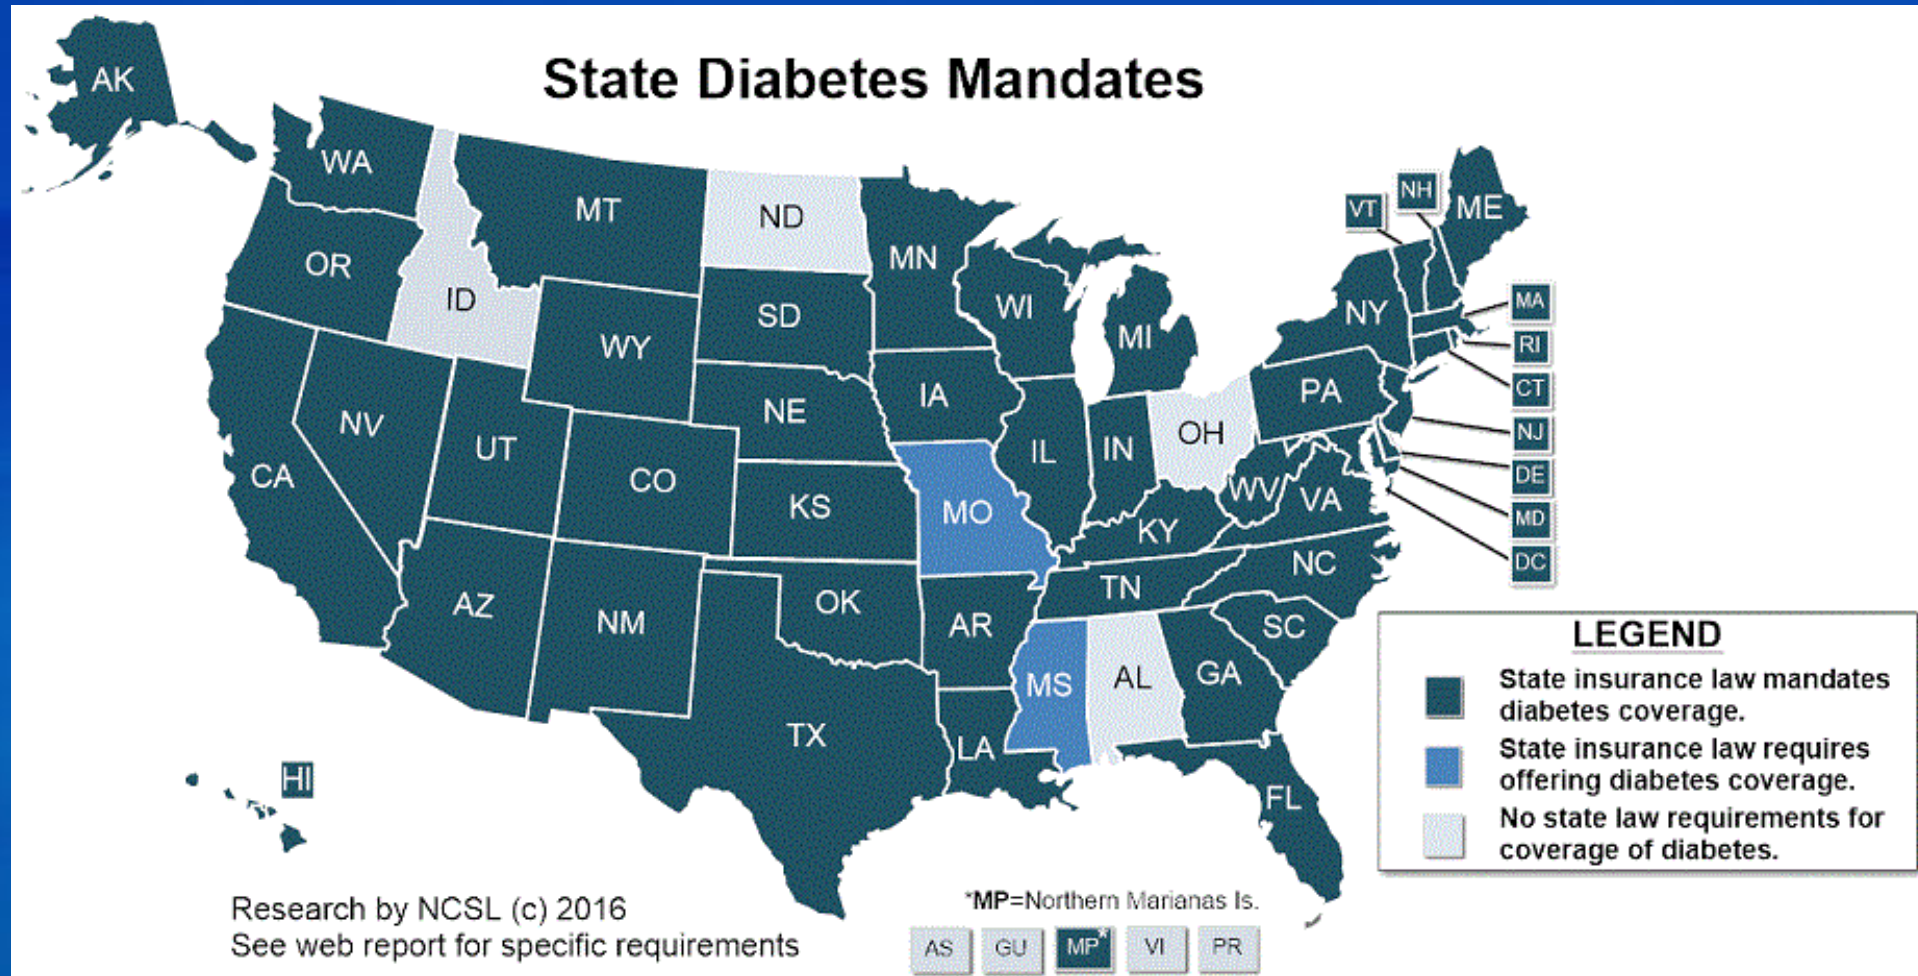 State Diabetes Mandates
AK
WA
MT
ND
MN
OR
ID
WY
SD
WI
MI
VT
NH
ME
NY
MA
RI
CT
NJ
DE
MD
DC
NV
UT
CA
CO
NE
IA
IL
IN
OH
PA
KS
MO
KY
WV
VA
AZ
NM
OK
AR
TN
NC
SC
TX
LA
MS
AL
GA
FL
HI
LEGEND
State insurance law mandates
diabetes coverage.
State insurance law requires
offering diabetes coverage.
No state law requirements for
coverage of diabetes.
Research by NCSL (c) 2016
See web report for specific requirements
*MP=Northern Marianas Is.
AS GU MP* VI PR